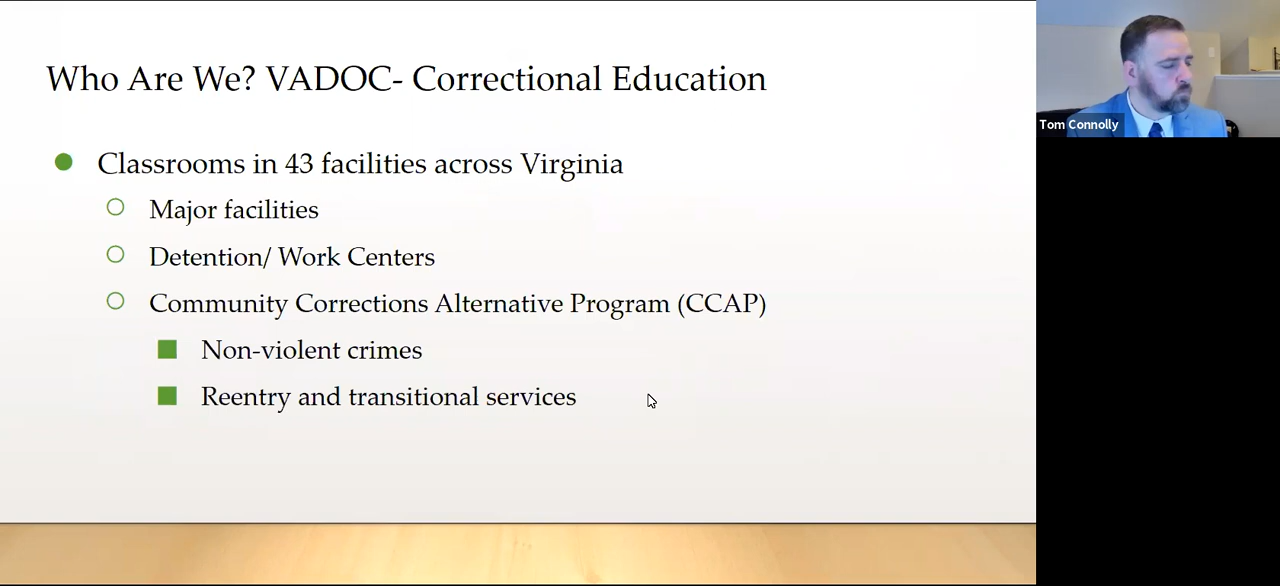 Who Are We? VADOC- Correctional Education
Classrooms in 43 facilities across Virginia
Major facilities
Detention/ Work Centers
Community Corrections Alternative Program (CCAP)
Non-violent crimes
Reentry and transitional services
Tom Connolly